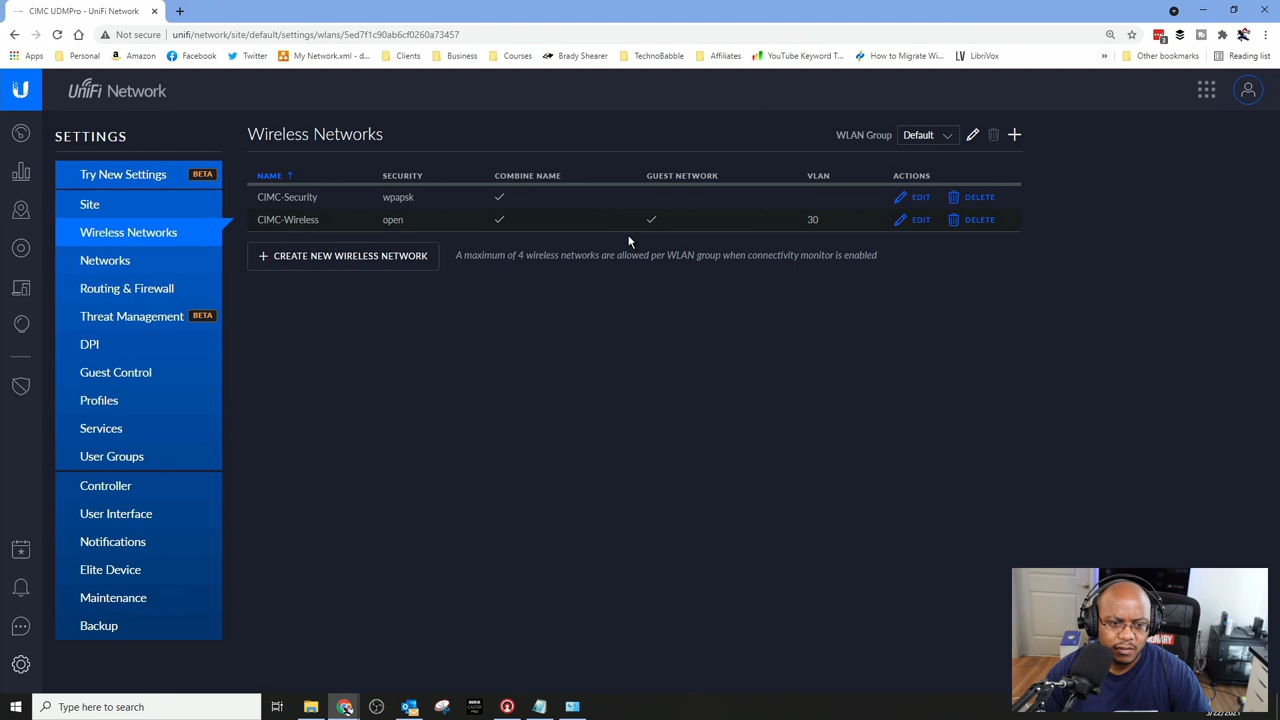 CIMC UDMPro - UniFi Network
Not secure unifi/network/site/default/settings/wlans/5ed7f1c90ab6cf0260a73457
Apps Personal Amazon Facebook Twitter My Network.xml - d... Clients Business Courses Brady Shearer TechnoBabble Affiliates YouTube Keyword T... How to Migrate Wi... LibriVox » Other bookmarks Reading list
UniFi Network
SETTINGS
Try New Settings BETA
Site
Wireless Networks
Networks
Routing & Firewall
Threat Management BETA
DPI
Guest Control
Profiles
Services
User Groups
Controller
User Interface
Notifications
Elite Device
Maintenance
Backup
Wireless Networks
WLAN Group Default
NAME ↑ SECURITY COMBINE NAME GUEST NETWORK VLAN ACTIONS
CIMC-Security wpapsk EDIT DELETE
CIMC-Wireless open 30 EDIT DELETE
+ CREATE NEW WIRELESS NETWORK A maximum of 4 wireless networks are allowed per WLAN group when connectivity monitor is enabled
Type here to search